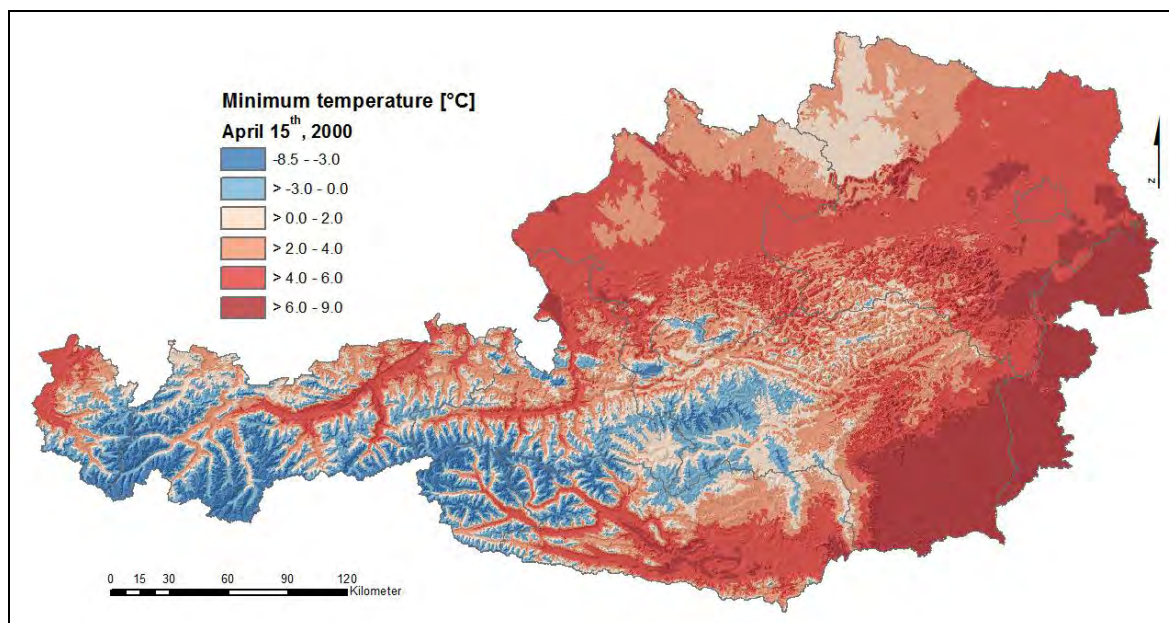 Minimum temperature [°C]
April 15th, 2000
-8.5 - -3.0
> -3.0 - 0.0
> 0.0 - 2.0
> 2.0 - 4.0
> 4.0 - 6.0
> 6.0 - 9.0
N
0 15 30 60 90 120
Kilometer